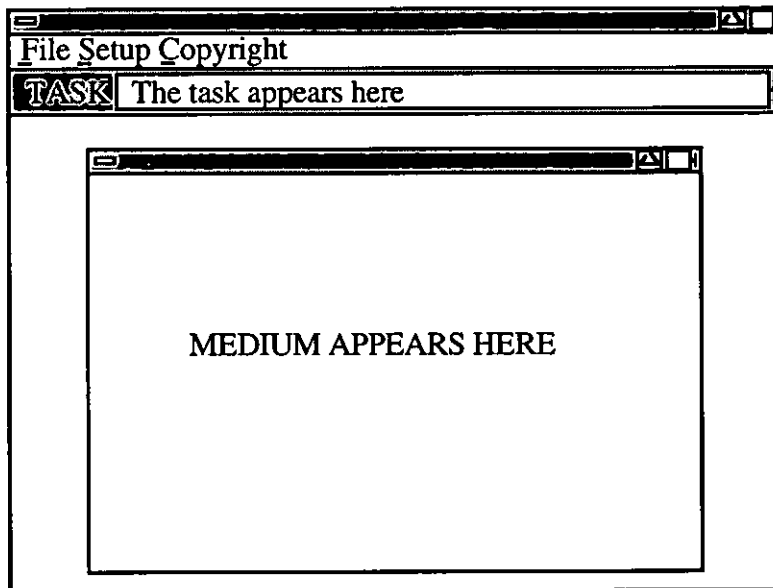 File Setup Copyright
TASK The task appears here
MEDIUM APPEARS HERE